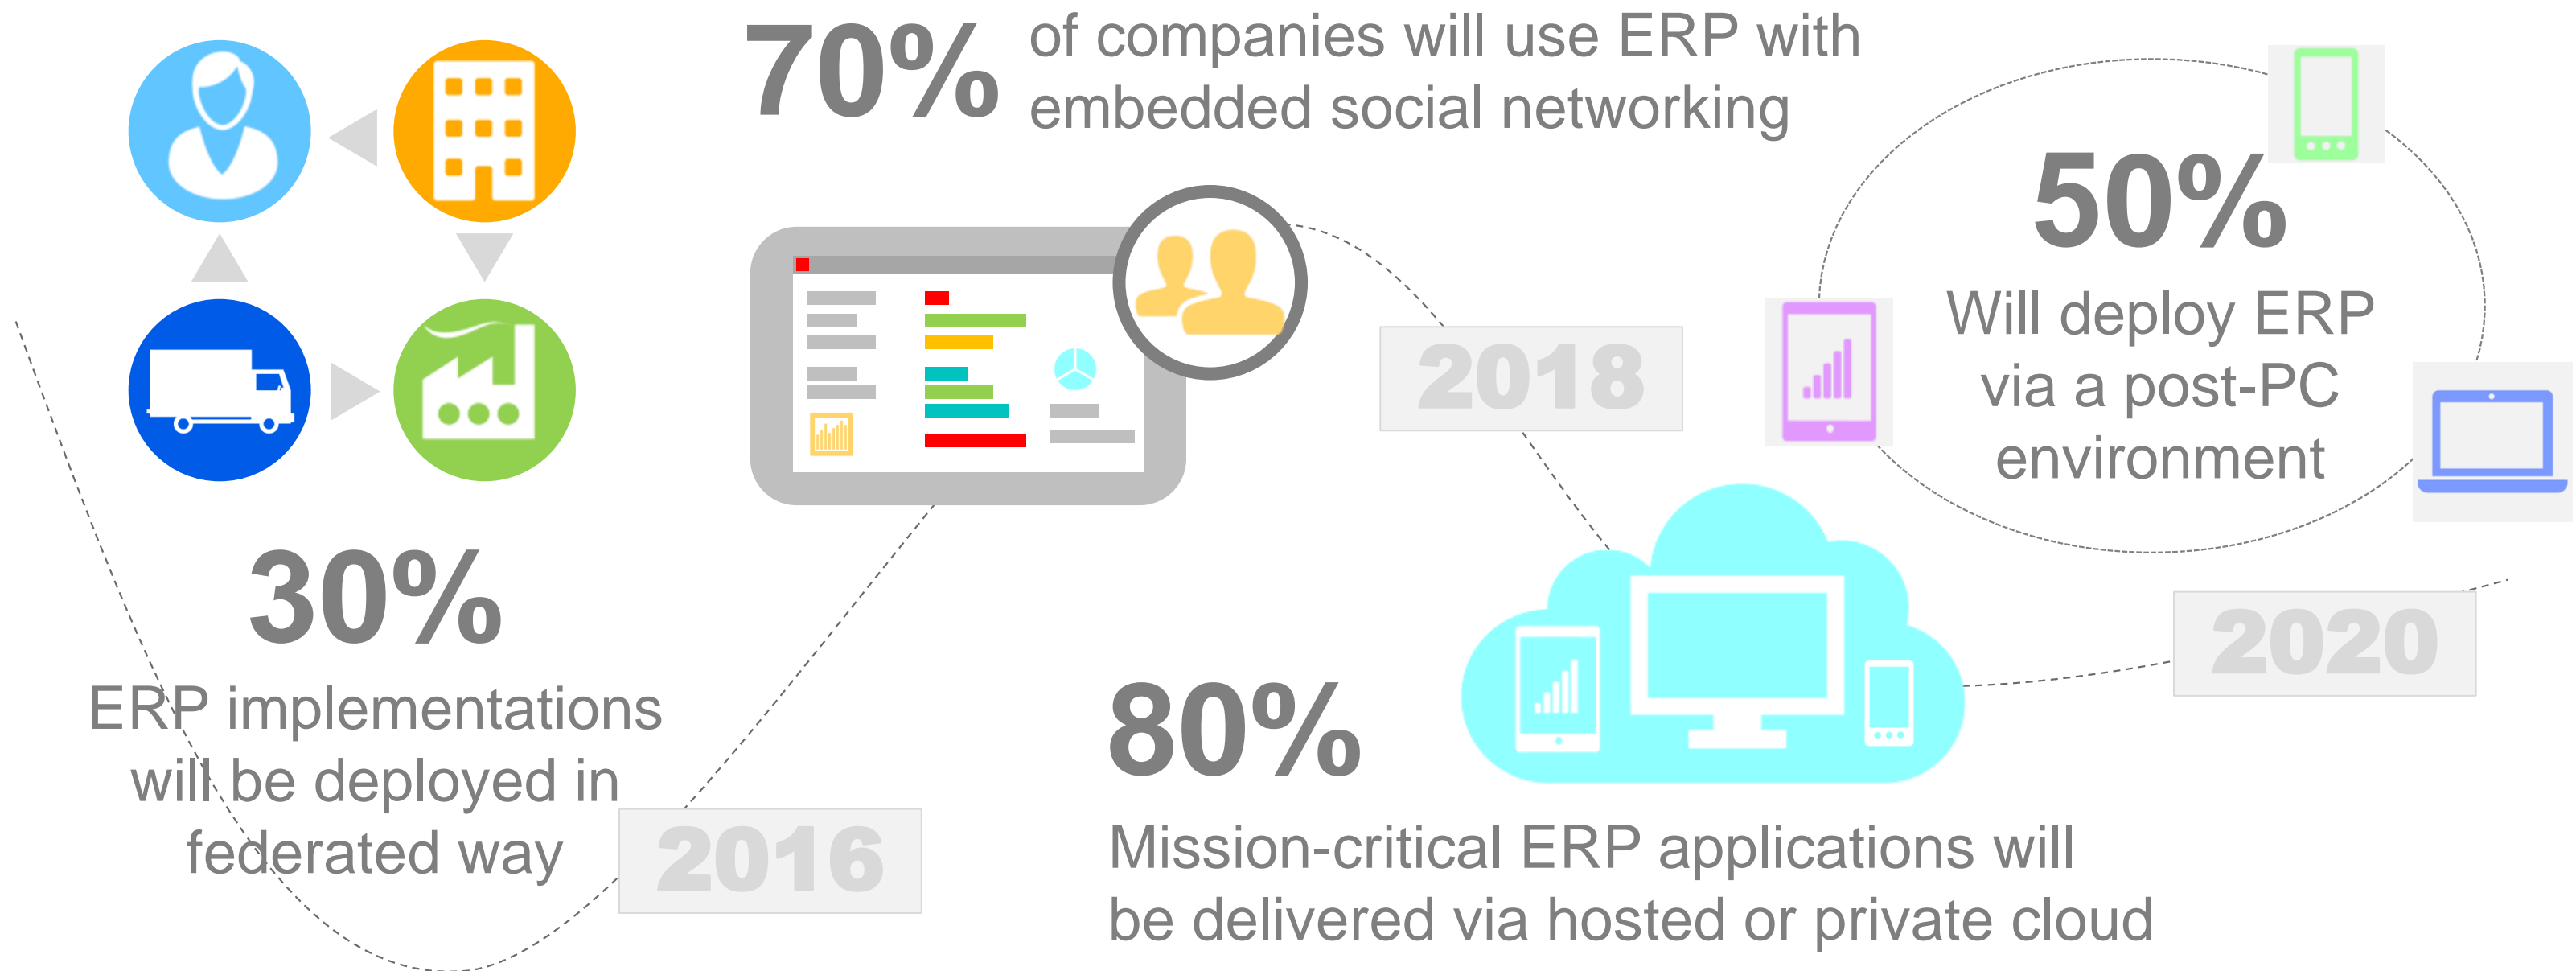 70%
of companies will use ERP with
embedded social networking
50%
Will deploy ERP
via a post-PC
environment
2018
30%
ERP implementations
will be deployed in
federated way
2016
2020
80%
Mission-critical ERP applications will
be delivered via hosted or private cloud